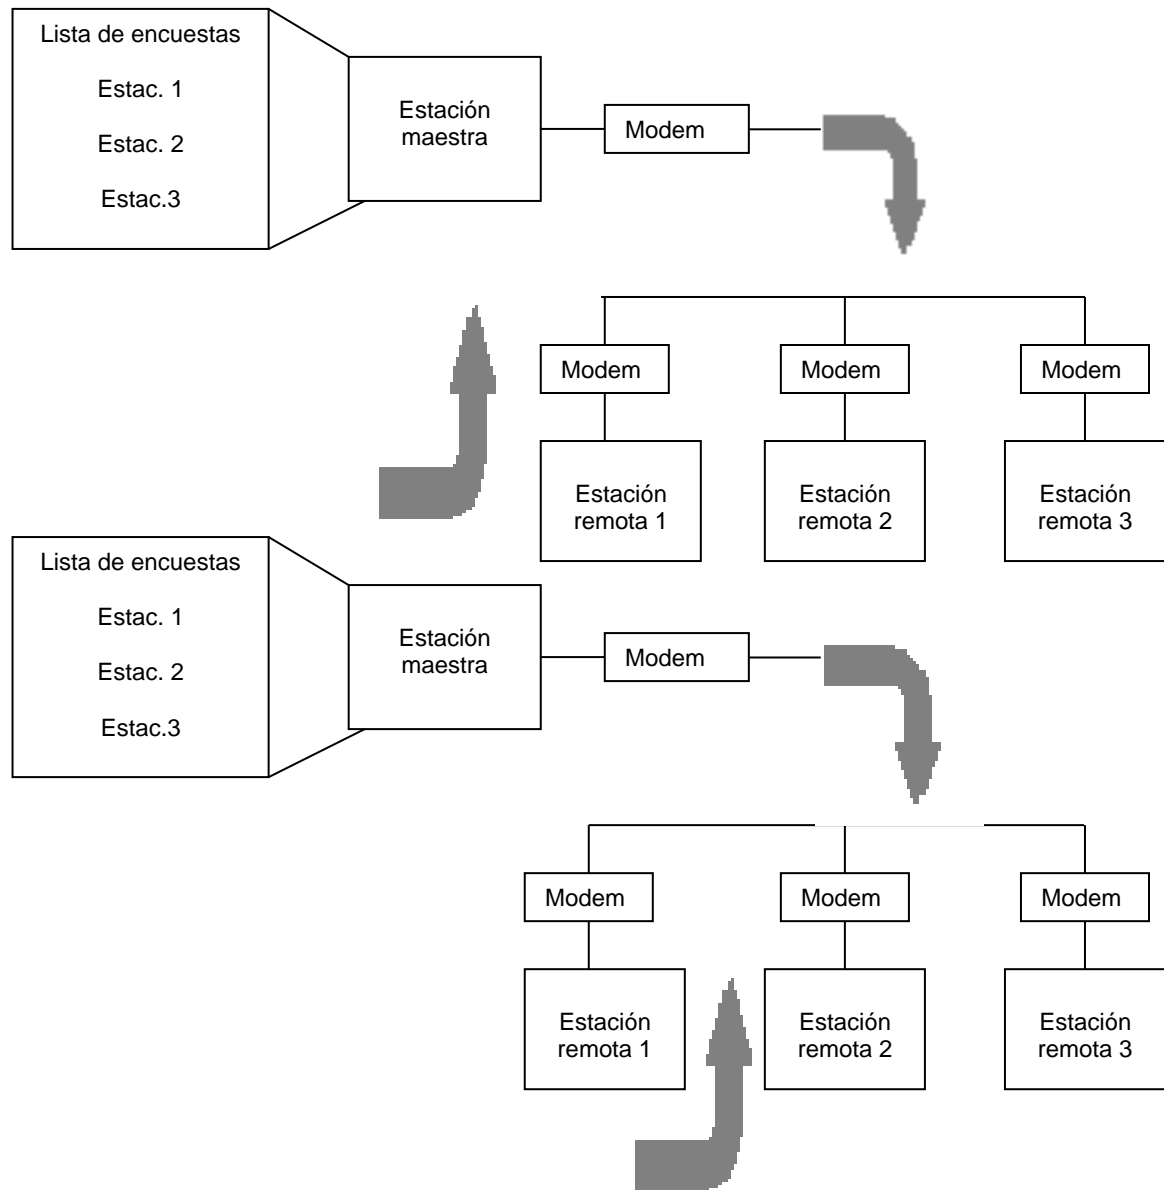 Lista de encuestas
Estac. 1
Estac. 2
Estac.3
Estación
maestra
Modem
Modem
Modem
Modem
Estación
remota 1
Estación
remota 2
Estación
remota 3
Lista de encuestas
Estac. 1
Estac. 2
Estac.3
Estación
maestra
Modem
Modem
Modem
Modem
Estación
remota 1
Estación
remota 2
Estación
remota 3